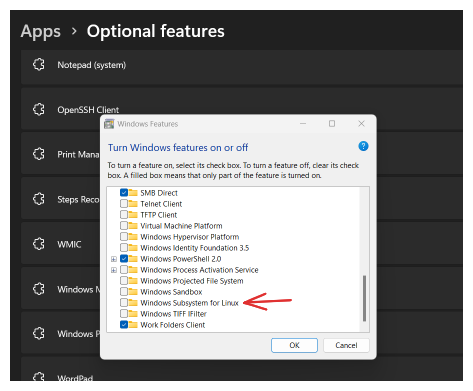 Apps > Optional features
Notepad (system)
OpenSSH Client
Windows Features
Turn Windows features on or off
To turn a feature on, select its check box. To turn a feature off, clear its check
box. A filled box means that only part of the feature is turned on.
Print Mana
Steps Reco
WMIC
Windows M
Windows P
WordPad
SMB Direct
Telnet Client
TFTP Client
Virtual Machine Platform
Windows Hypervisor Platform
Windows Identity Foundation 3.5
Windows PowerShell 2.0
Windows Process Activation Service
Windows Projected File System
Windows Sandbox
Windows Subsystem for Linux
Windows TIFF IFilter
Work Folders Client
OK
Cancel